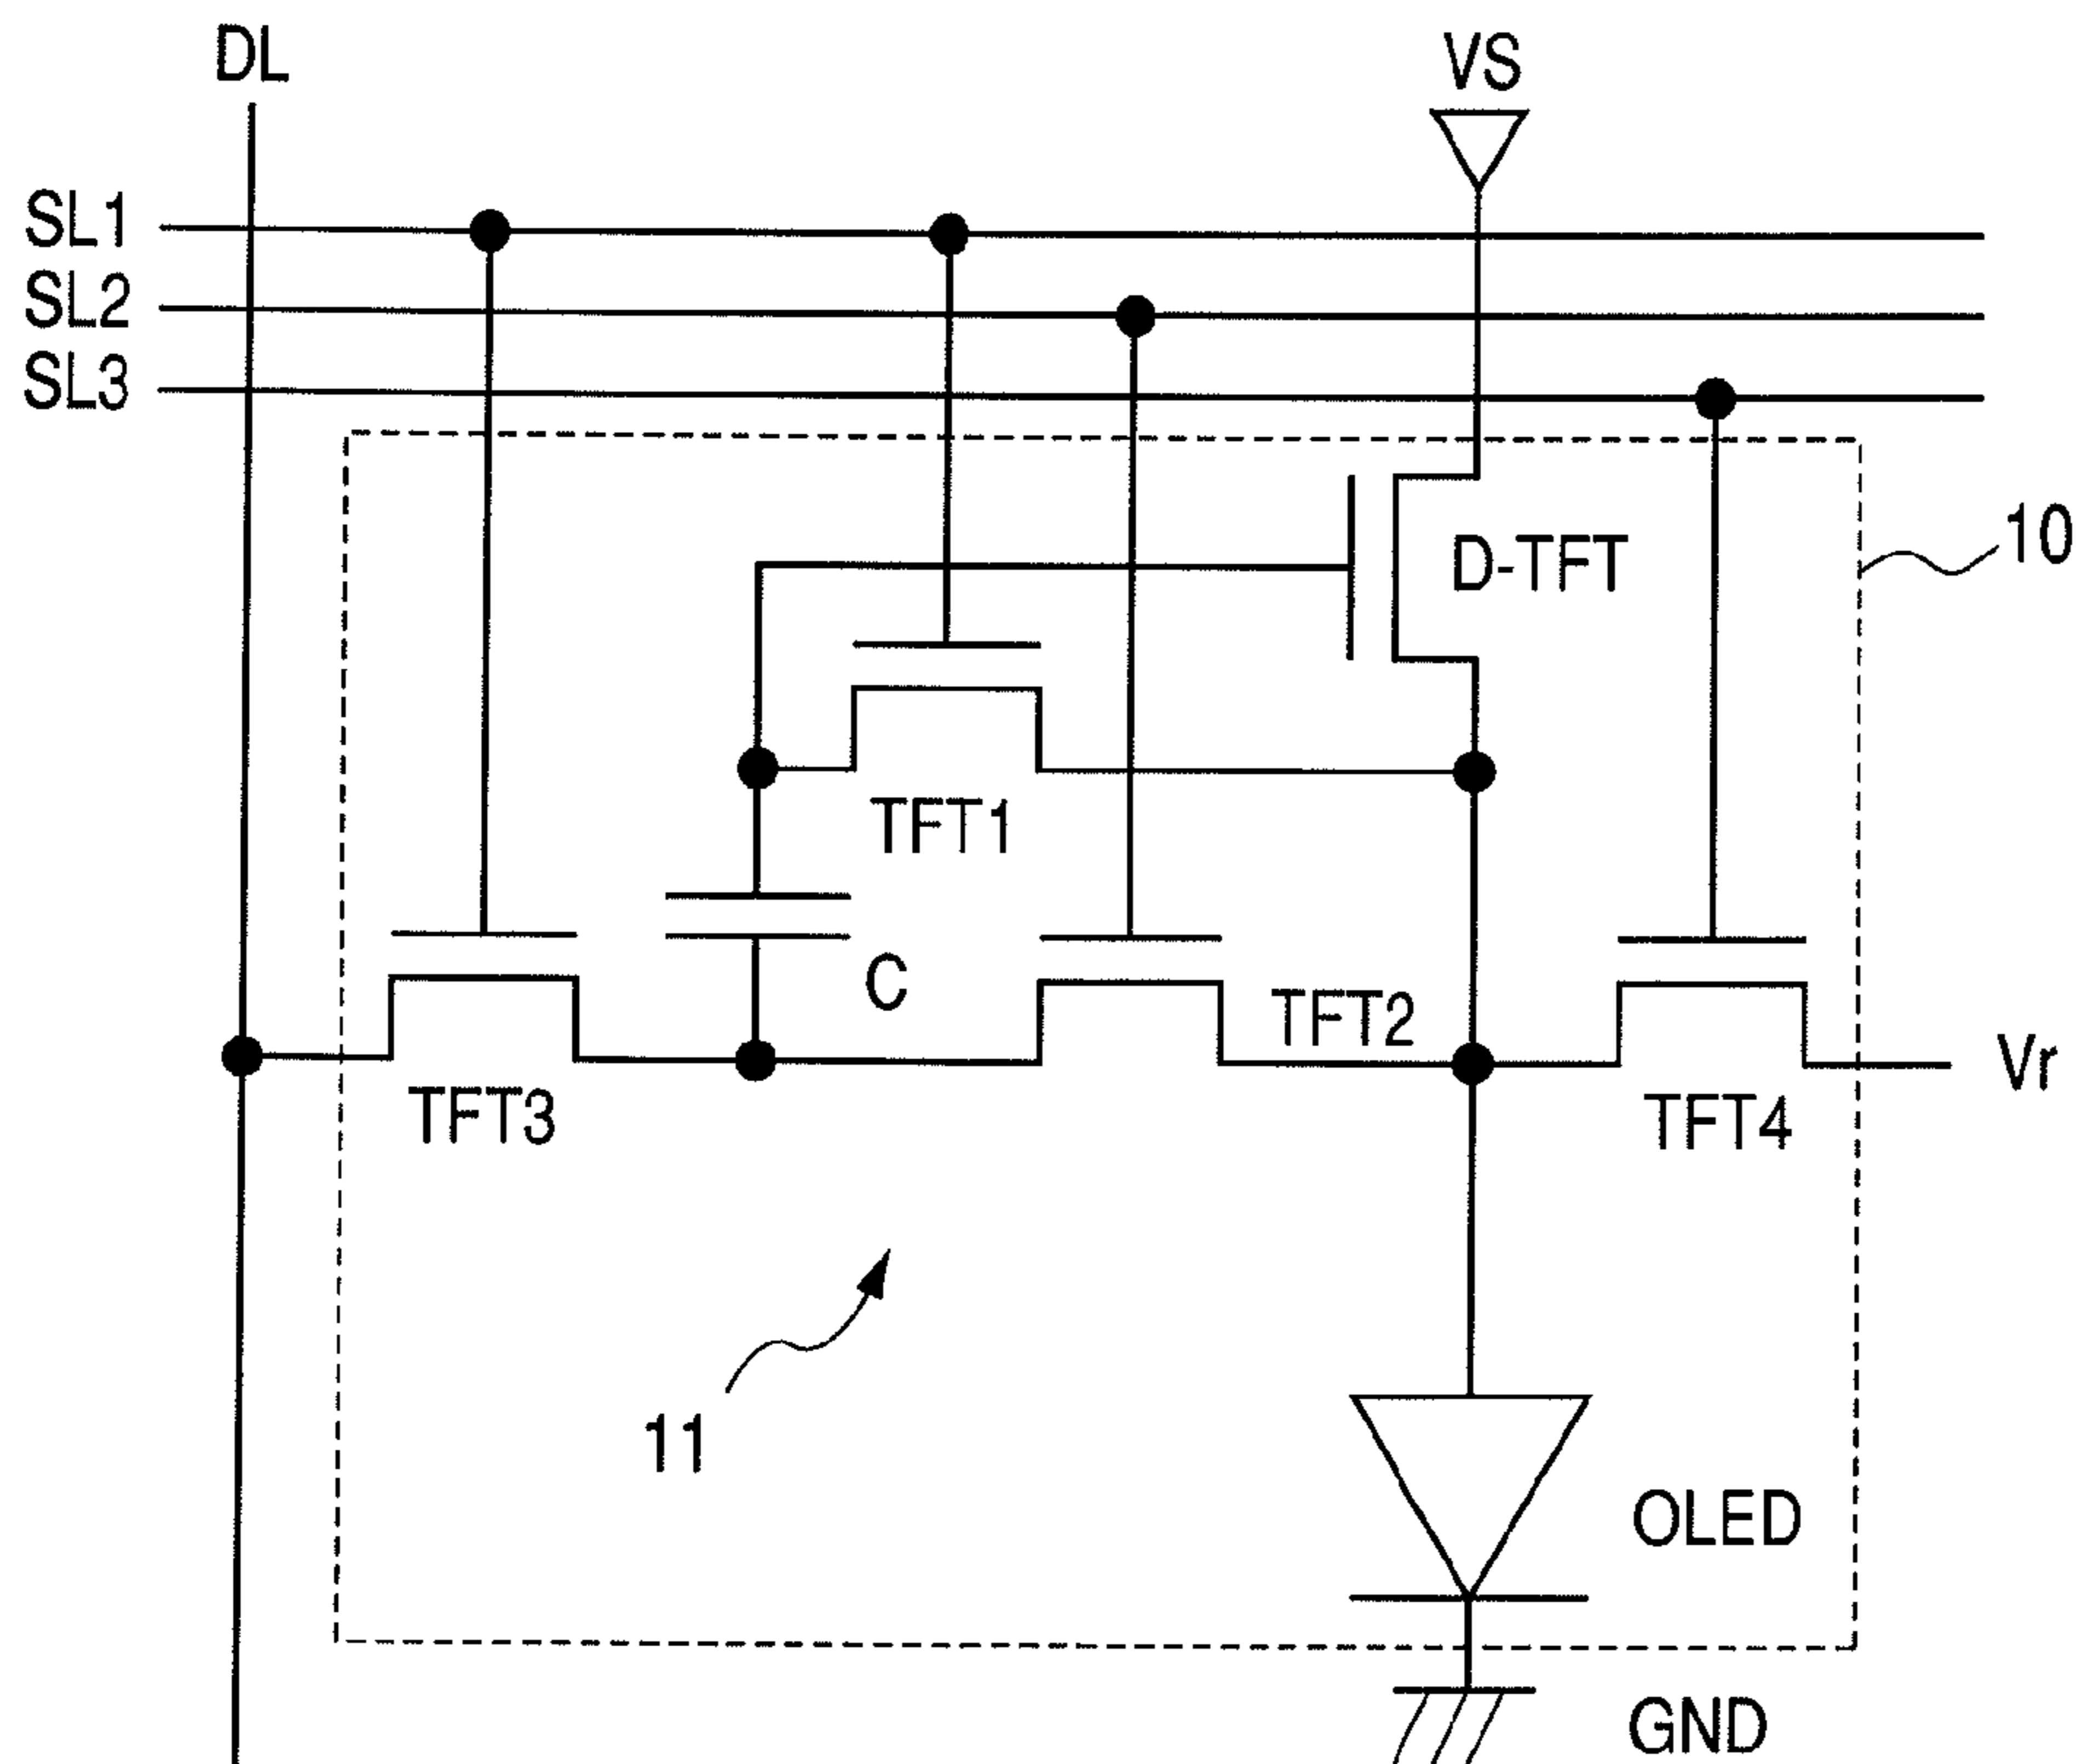 DL
VS
SL1
SL2
SL3
10
D-TFT
TFT1
C
TFT2
Vr
TFT3
TFT4
11
OLED
GND